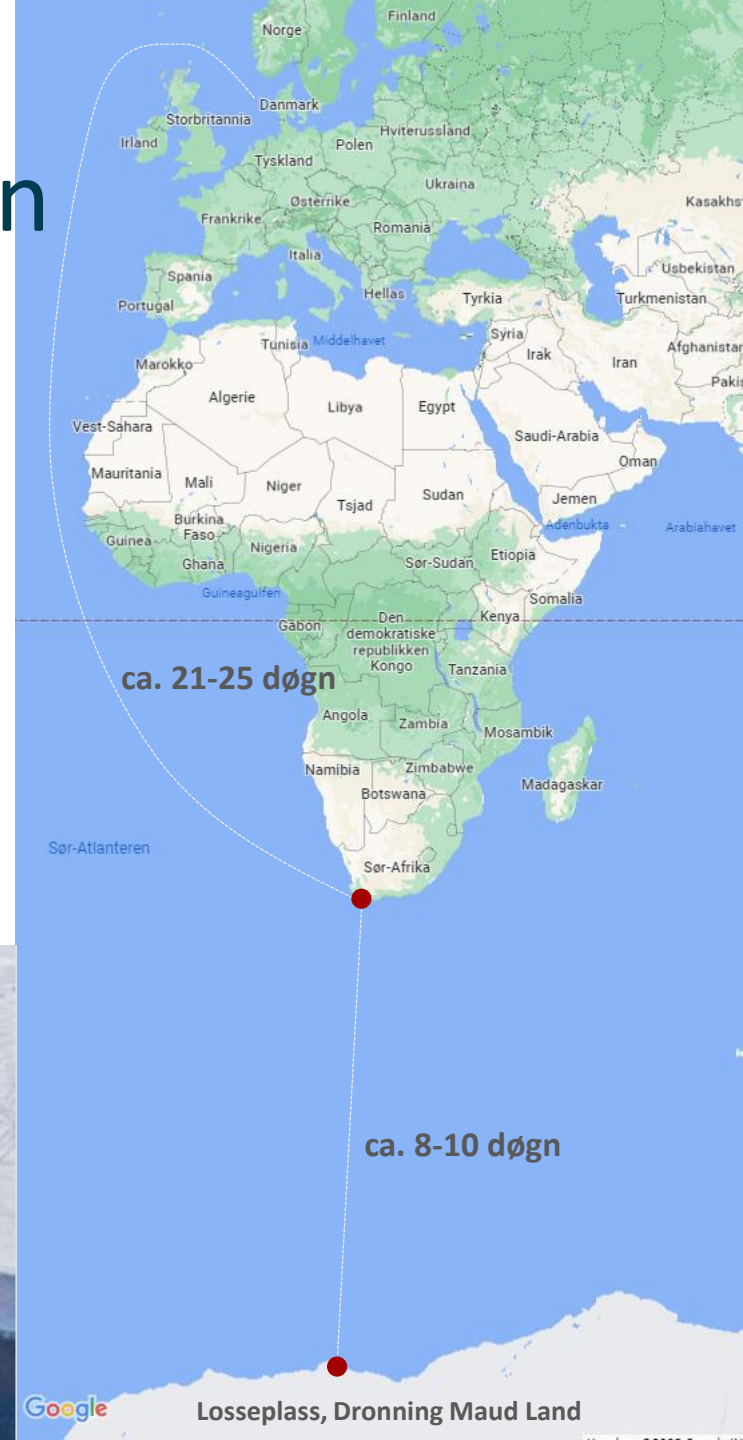 Finland
Norge
Danmark
Storbritannia
Hviterussland
Irland
Polen
Tyskland
n
Ukraina
Østerrike
Kasakhs
Frankrike
Romania
Italia
Usbekistan
Spania
Hellas
Tyrkia
Turkmenistan
Portugal
Syria
Tunisia
Middelhavet
Afghanistan
Irak
Iran
Marokko
Pakis
Algerie
Libya
Egypt
Vest-Sahara
Saudi-Arabia
Oman
Mauritania
Mali
Niger
Sudan
Tsjad
Jemen
Burkina
Faso
Adenbukta
Arabiahavet
Guinea
Nigeria
Etiopia
Ghana
Sør-Sudan
Guineagulfen
Somalia
Gabon
Den
demokratiske
republikken
Kongo
Kenya
ca. 21-25 døgn
Tanzania
Angola
Zambia
Mosambik
Namibia
Zimbabwe
Madagaskar
Botswana
Sør-Atlanteren
Sør-Afrika
ca. 8-10 døgn
Google
Losseplass, Dronning Maud Land